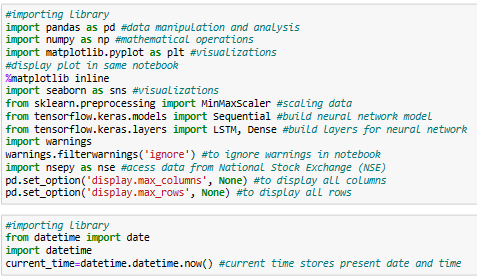 #importing library
import pandas as pd #data manipulation and analysis
import numpy as np #mathematical operations
import matplotlib.pyplot as plt #visualizations
#display plot in same notebook
%matplotlib inline
import seaborn as sns #visualizations
from sklearn.preprocessing import MinMaxScaler #scaling data
from tensorflow.keras.models import Sequential #build neural network model
from tensorflow.keras.layers import LSTM, Dense #build Layers for neural network
import warnings
warnings.filterwarnings('ignore') #to ignore warnings in notebook
import nsepy as nse #acess data from National Stock Exchange (NSE)
pd.set_option('display.max_columns', None) #to display all columns
pd.set_option('display.max_rows', None) #to display all rows
#importing library
from datetime import date
import datetime
current_time=datetime.datetime.now() #current time stores present date and time